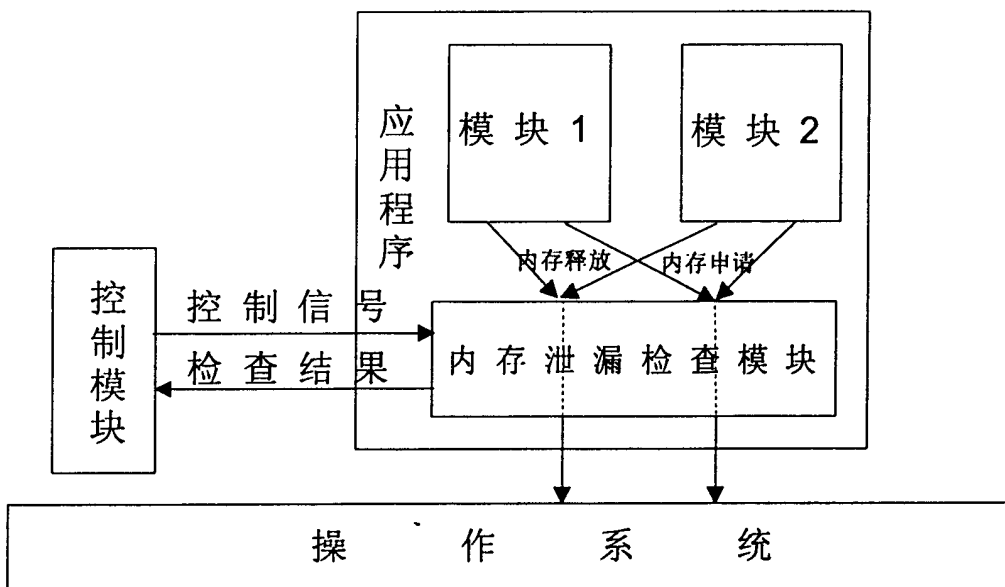 应用程序
模块1
模块2
内存释放
内存申请
控制模块
控制信号
检查结果
内存泄漏检查模块
操作系统